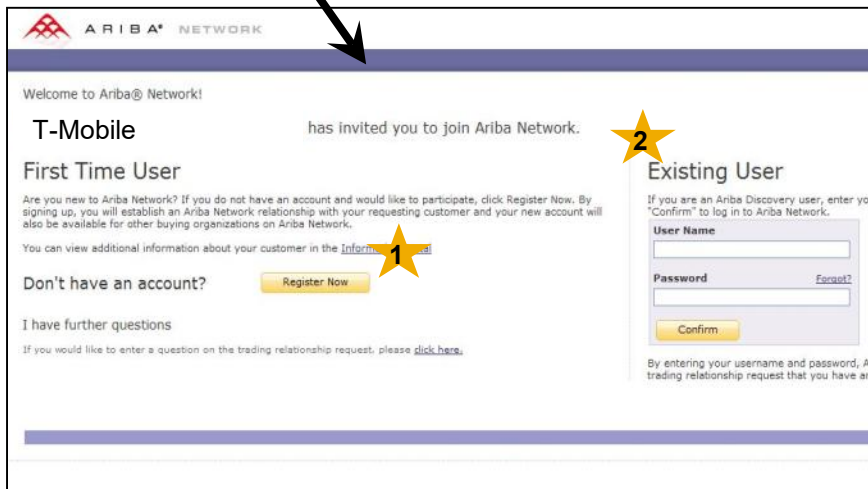 ARIBA® NETWORK
Welcome to Ariba® Network!
T-Mobile has invited you to join Ariba Network.
2
First Time User
Are you new to Ariba Network? If you do not have an account and would like to participate, click Register Now. By
signing up, you will establish an Ariba Network relationship with your requesting customer and your new account will
also be available for other buying organizations on Ariba Network.
You can view additional information about your customer in the
1
Don't have an account? Register Now
I have further questions
If you would like to enter a question on the trading relationship request, please click here.
Existing User
If you are an Ariba Discovery user, enter
"Confirm" to log in to Ariba Network.
User Name
Password Forgot?
Confirm
By entering your username and password,
trading relationship request that you have